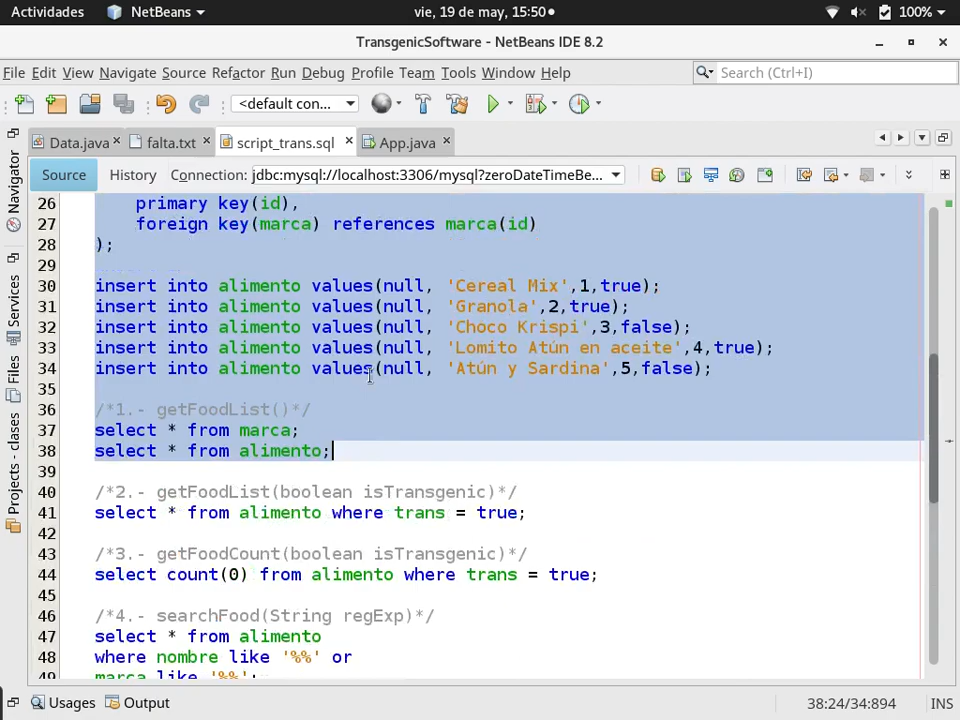 Actividades NetBeans vie, 19 de may, 15:50 100%
TransgenicSoftware - NetBeans IDE 8.2
File Edit View Navigate Source Refactor Run Debug Profile Team Tools Window Help Search (Ctrl+I)
<default con...
Data.java falta.txt script_trans.sql App.java
Source History Connection: jdbc:mysql://localhost:3306/mysql?zeroDateTimeBe...
26 primary key(id),
27 foreign key(marca) references marca(id)
28 );
29
30 insert into alimento values(null, 'Cereal Mix',1,true);
31 insert into alimento values(null, 'Granola',2,true);
32 insert into alimento values(null, 'Choco Krispi',3,false);
33 insert into alimento values(null, 'Lomito Atún en aceite',4,true);
34 insert into alimento values(null, 'Atún y Sardina',5,false);
35
36 /*1.- getFoodList()*/
37 select * from marca;
38 select * from alimento;
39
40 /*2.- getFoodList(boolean isTransgenic)*/
41 select * from alimento where trans = true;
42
43 /*3.- getFoodCount(boolean isTransgenic)*/
44 select count(0) from alimento where trans = true;
45
46 /*4.- searchFood(String regExp)*/
47 select * from alimento
48 where nombre like '%%' or
49 marca like '%%';
Navigator
Services
Files
Projects - clases
Usages Output 38:24/34:894 INS